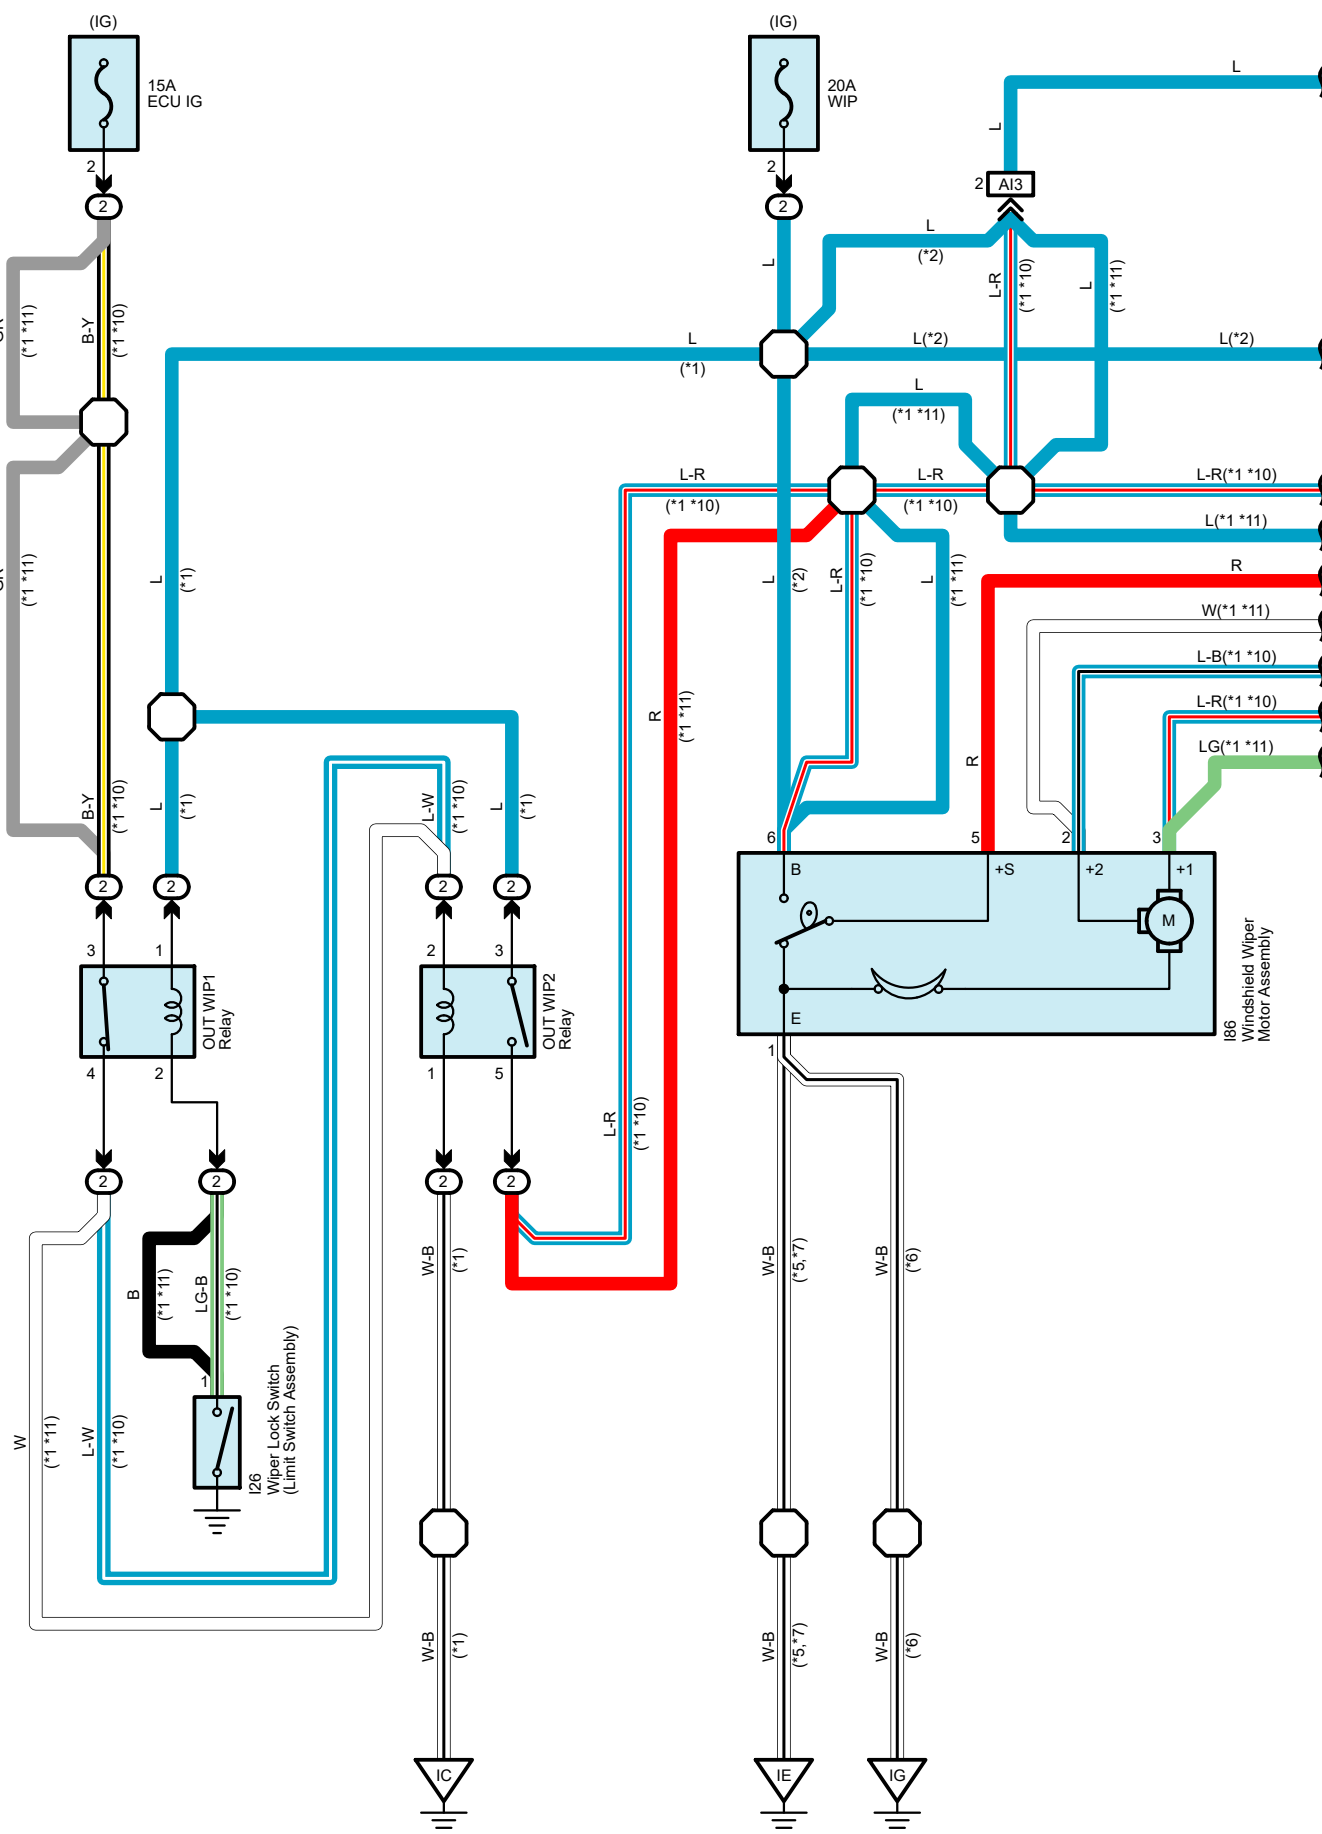 (IG)
15A
ECU IG
2
2
(IG)
20A
WIP
2
2
L
L
2 AI3
L
(*2)
L
L-R
(*1 *10)
L
(*1 *11)
(*1 *11)
B-Y
(*1 *10)
L
(*1)
L(*2)
L(*2)
L
(*1 *11)
L-R
(*1 *10)
L-R
(*1 *10)
L-R(*1 *10)
L(*1 *11)
(*1 *11)
L
(*1)
L
(*2)
L-R
(*1 *10)
L
(*1 *11)
R
W(*1 *11)
L-B(*1 *10)
L-R(*1 *10)
LG(*1 *11)
R
(*1 *11)
R
B-Y
(*1 *10)
L
(*1)
L-W
(*1 *10)
L
(*1)
6
5
2
3
B
+S
+2
+1
M
E
I86
Windshield Wiper
Motor Assembly
2
2
2
2
3
1
2
3
OUT WIP1
Relay
OUT WIP2
Relay
4
2
1
5
1
L-R
(*1 *10)
2
2
2
2
B
(*1 *11)
LG-B
(*1 *10)
W-B
(*1)
W-B
(*5,*7)
W-B
(*6)
1
I26
Wiper Lock Switch
(Limit Switch Assembly)
W
(*1 *11)
L-W
(*1 *10)
W-B
(*1)
W-B
(*5,*7)
W-B
(*6)
IC
IE
IG